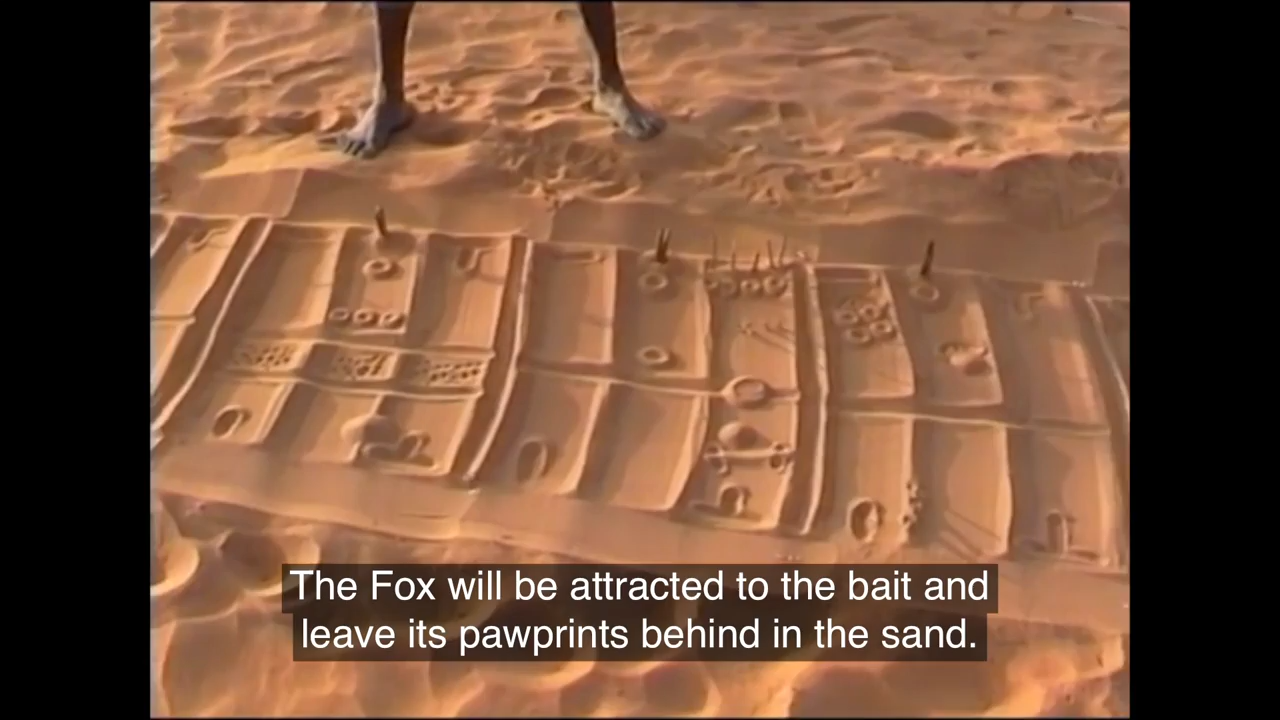 The Fox will be attracted to the bait and
leave its pawprints behind in the sand.